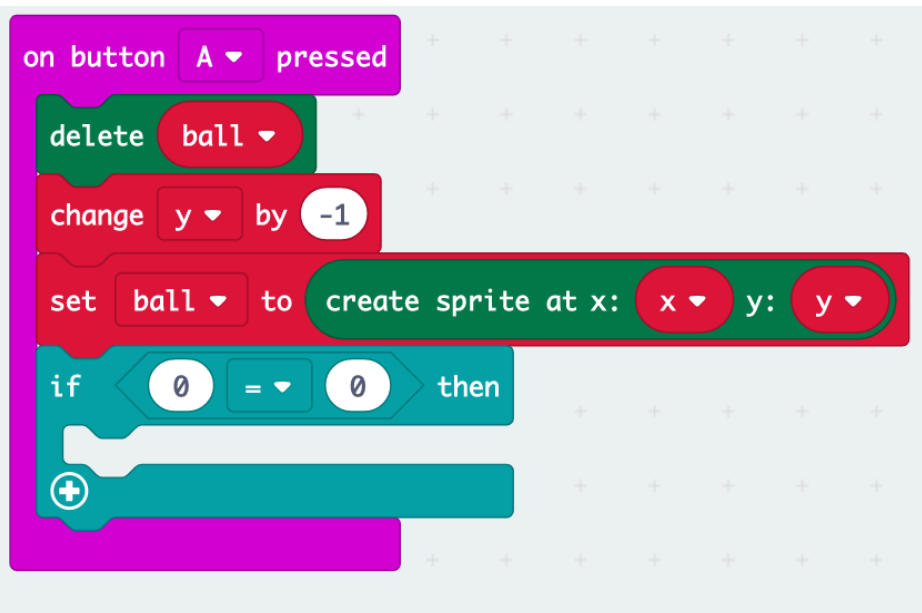 on button A pressed
delete ball
change y by -1
set ball to create sprite at x: x y: y
if 0 = 0 then